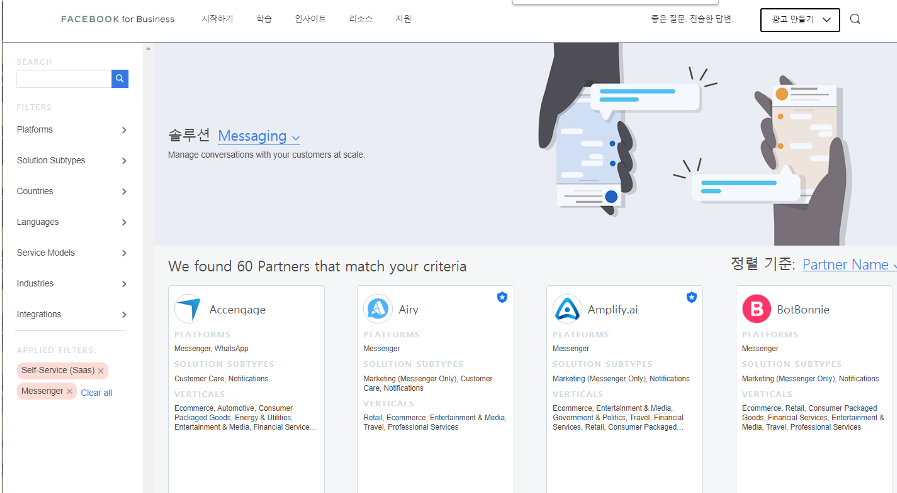 FACEBOOK for Business
시작하기
학습
인사이트
리소스
지원
좋은 질문. 진솔한 답변.
광고 만들기
SEARCH
FILTERS
Platforms
Solution Subtypes
Countries
Languages
Service Models
Industries
Integrations
APPLIED FILTERS:
Self-Service (Saas) ×
Messenger ×
Clear all
솔루션 Messaging
Manage conversations with your customers at scale.
We found 60 Partners that match your criteria
정렬 기준: Partner Name
Accengage
PLATFORMS
Messenger, WhatsApp
SOLUTION SUBTYPES
Customer Care, Notifications
VERTICALS
Ecommerce, Automotive, Consumer
Packaged Goods, Energy & Utilities,
Entertainment & Media, Financial Service...
Airy
PLATFORMS
Messenger
SOLUTION SUBTYPES
Marketing (Messenger Only), Customer
Care, Notifications
VERTICALS
Retail, Ecommerce, Entertainment & Media,
Travel, Professional Services
Amplify.ai
PLATFORMS
Messenger
SOLUTION SUBTYPES
Marketing (Messenger Only), Notifications
VERTICALS
Ecommerce, Entertainment & Media,
Government & Politics, Travel, Financial
Services, Retail, Consumer Packaged...
B
BotBonnie
PLATFORMS
Messenger
SOLUTION SUBTYPES
Marketing (Messenger Only), Notifications
VERTICALS
Ecommerce, Retail, Consumer Packaged
Goods, Financial Services, Entertainment &
Media, Travel, Professional Services